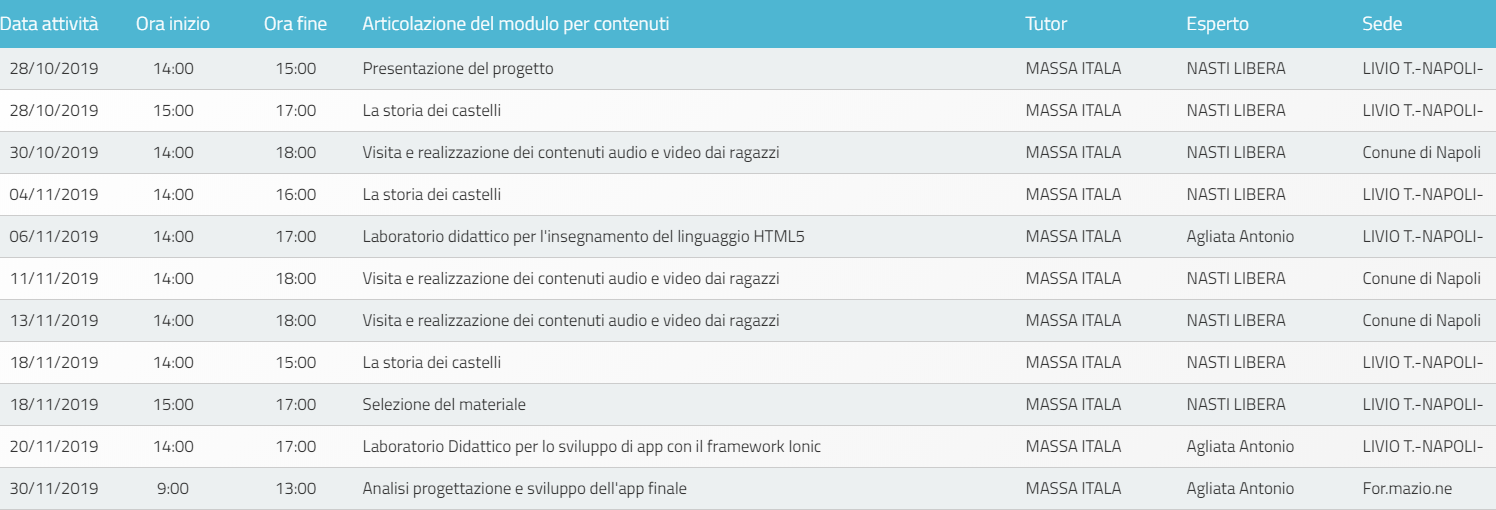 Data attività Ora inizio Ora fine Articolazione del modulo per contenuti Tutor Esperto Sede
28/10/2019 14:00 15:00 Presentazione del progetto MASSA ITALA NASTI LIBERA LIVIO T.-NAPOLI-
28/10/2019 15:00 17:00 La storia dei castelli MASSA ITALA NASTI LIBERA LIVIO T.-NAPOLI-
30/10/2019 14:00 18:00 Visita e realizzazione dei contenuti audio e video dai ragazzi MASSA ITALA NASTI LIBERA Conune di Napoli
04/11/2019 14:00 16:00 La storia dei castelli MASSA ITALA NASTI LIBERA LIVIO T.-NAPOLI-
06/11/2019 14:00 17:00 Laboratorio didattico per l'insegnamento del linguaggio HTML5 MASSA ITALA Agliata Antonio LIVIO T.-NAPOLI-
11/11/2019 14:00 18:00 Visita e realizzazione dei contenuti audio e video dai ragazzi MASSA ITALA NASTI LIBERA Conune di Napoli
13/11/2019 14:00 18:00 Visita e realizzazione dei contenuti audio e video dai ragazzi MASSA ITALA NASTI LIBERA Conune di Napoli
18/11/2019 14:00 15:00 La storia dei castelli MASSA ITALA NASTI LIBERA LIVIO T.-NAPOLI-
18/11/2019 15:00 17:00 Selezione del materiale MASSA ITALA NASTI LIBERA LIVIO T.-NAPOLI-
20/11/2019 14:00 17:00 Laboratorio Didattico per lo sviluppo di app con il framework Ionic MASSA ITALA Agliata Antonio LIVIO T.-NAPOLI-
30/11/2019 9:00 13:00 Analisi progettazione e sviluppo dell'app finale MASSA ITALA Agliata Antonio For.mazio.ne